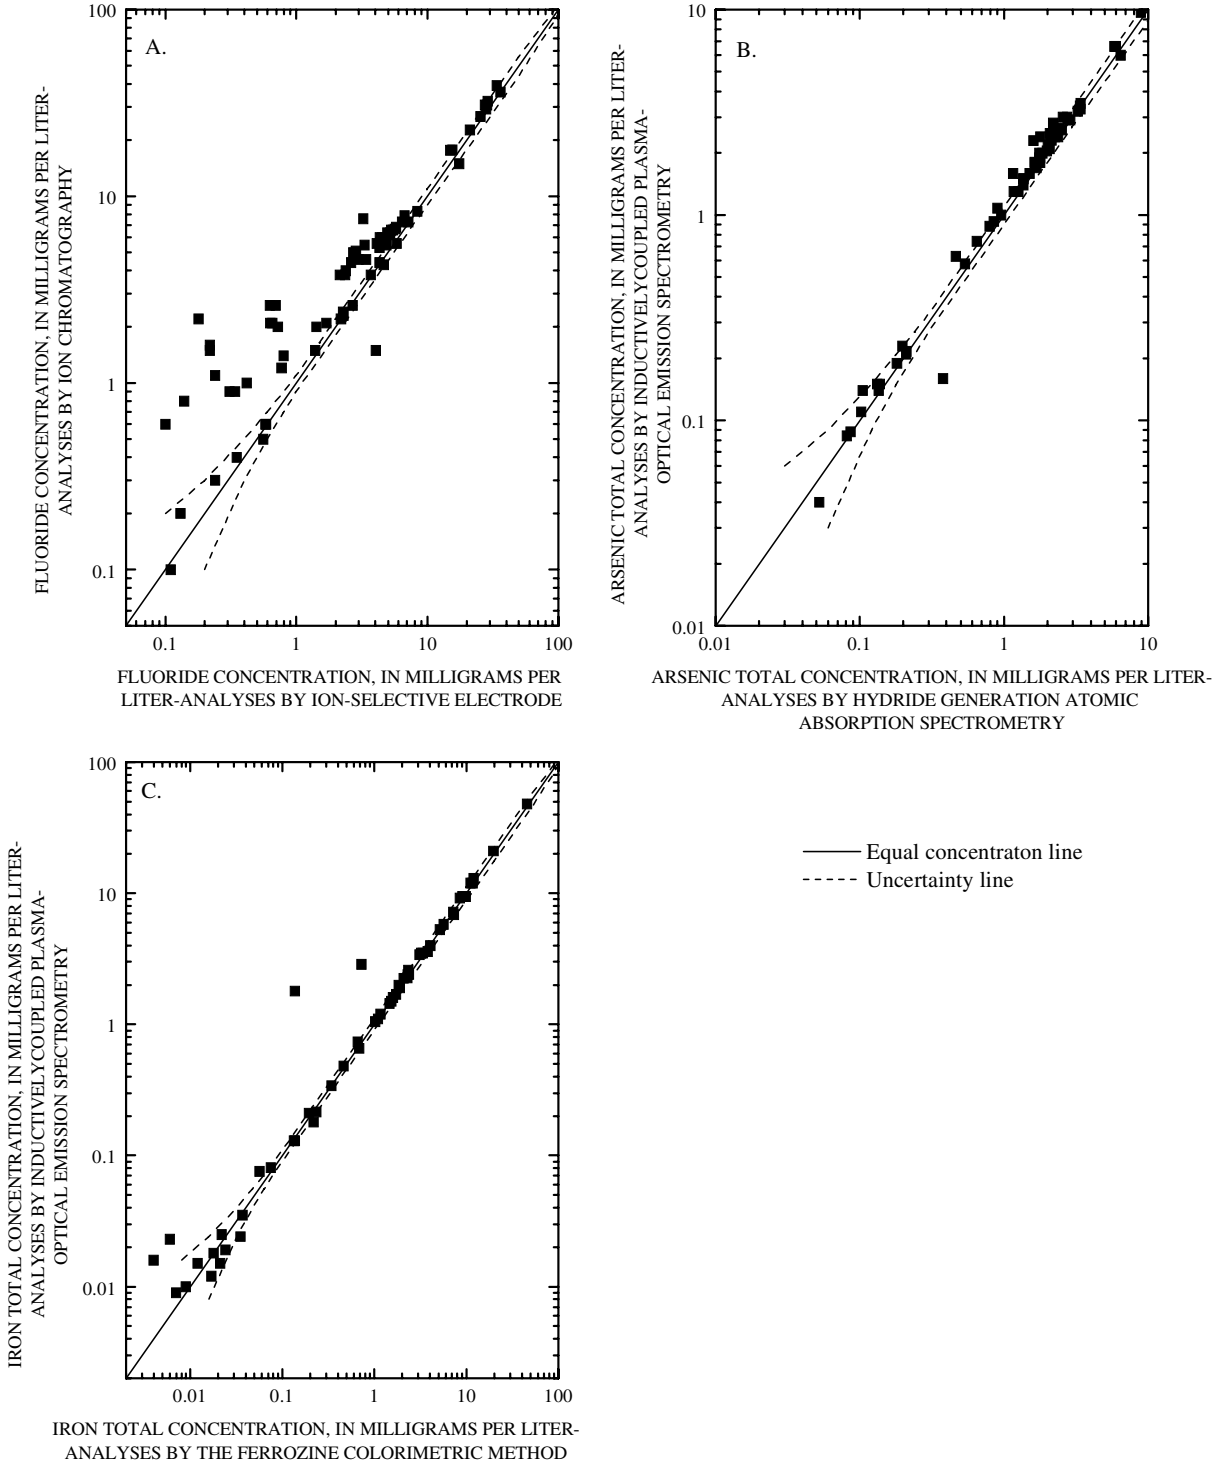 A.
100
10
1
0.1
FLUORIDE CONCENTRATION, IN MILLIGRAMS PER LITER-
ANALYSES BY ION CHROMATOGRAPHY
0.1 1 10 100
FLUORIDE CONCENTRATION, IN MILLIGRAMS PER
LITER-ANALYSES BY ION-SELECTIVE ELECTRODE
B.
10
1
0.1
0.01
ARSENIC TOTAL CONCENTRATION, IN MILLIGRAMS PER LITER-
ANALYSES BY INDUCTIVELYCOUPLED PLASMA-
OPTICAL EMISSION SPECTROMETRY
0.01 0.1 1 10
ARSENIC TOTAL CONCENTRATION, IN MILLIGRAMS PER LITER-
ANALYSES BY HYDRIDE GENERATION ATOMIC
ABSORPTION SPECTROMETRY
C.
100
10
1
0.1
0.01
IRON TOTAL CONCENTRATION, IN MILLIGRAMS PER LITER-
ANALYSES BY INDUCTIVELYCOUPLED PLASMA-
OPTICAL EMISSION SPECTROMETRY
0.01 0.1 1 10 100
IRON TOTAL CONCENTRATION, IN MILLIGRAMS PER LITER-
ANALYSES BY THE FERROZINE COLORIMETRIC METHOD
Equal concentraton line
Uncertainty line